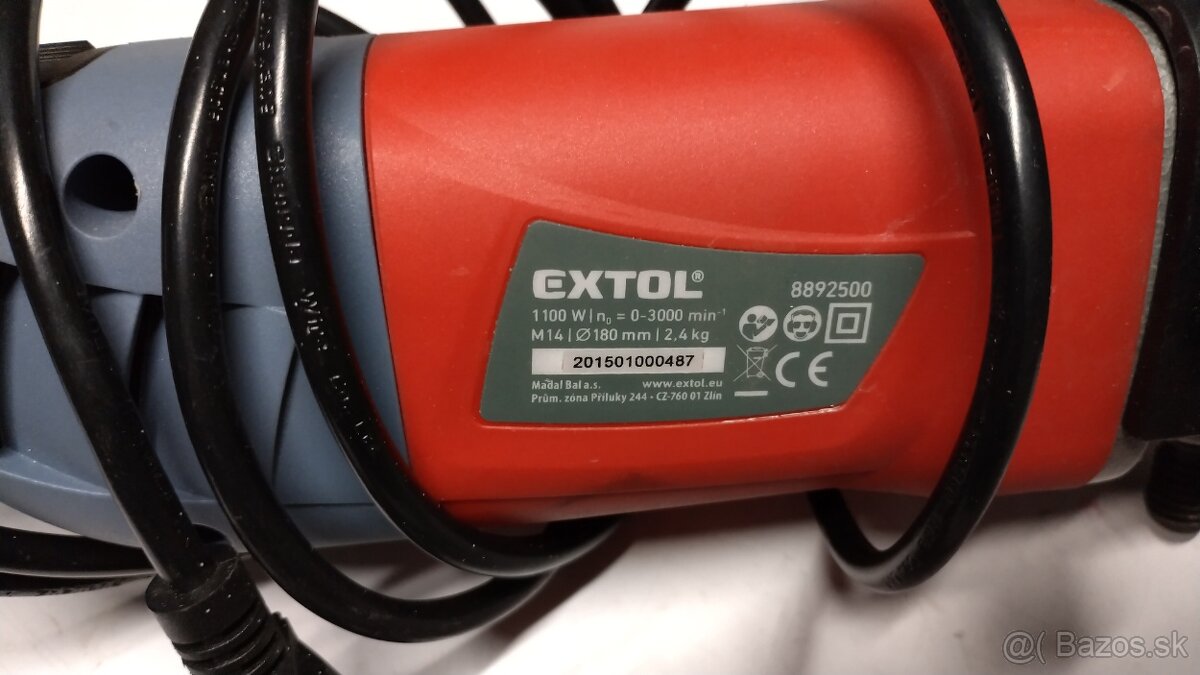 EXTOL®
8892500
1100 W | n₀ = 0-3000 min⁻¹
M14 | Ø 180 mm | 2,4 kg
201501000487
Madal Bal a.s. www.extol.eu
Prům. zóna Příluky 244 - CZ-760 01 Zlín
CE
@( Bazos.sk